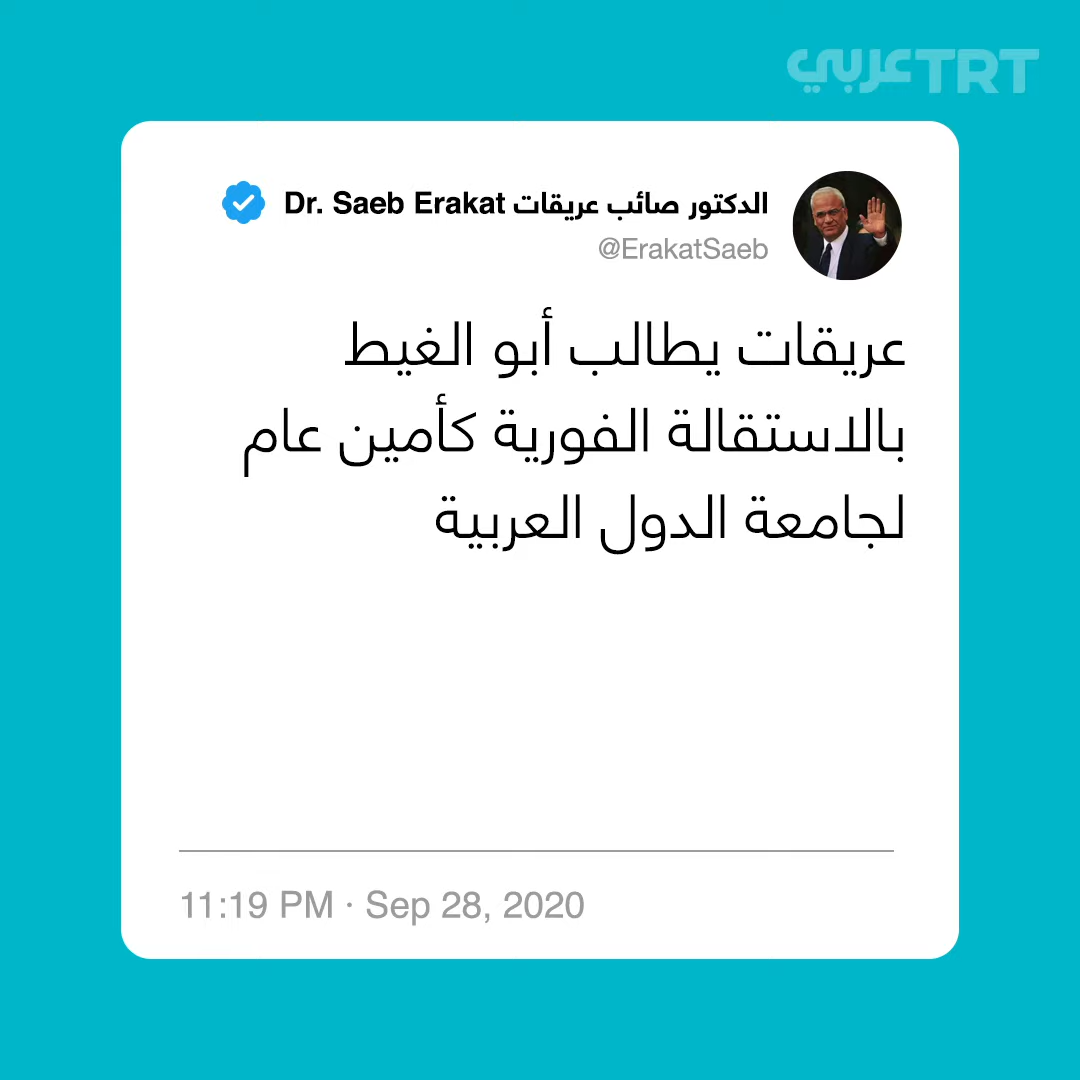 TRT عربي
الدكتور صائب عريقات Dr. Saeb Erakat
@ErakatSaeb
عريقات يطالب أبو الغيط
بالاستقالة الفورية كأمين عام
لجامعة الدول العربية
11:19 PM · Sep 28, 2020